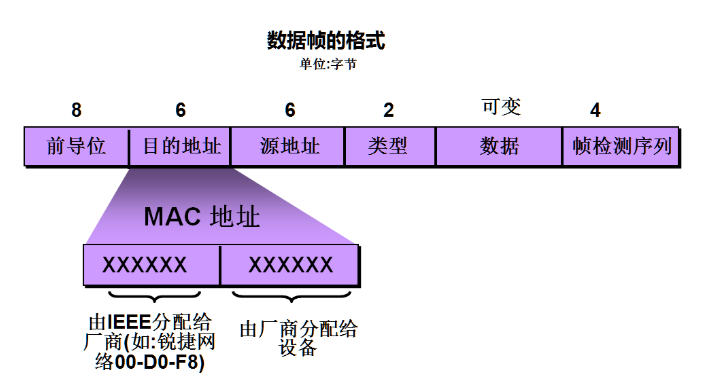 数据帧的格式
单位:字节
8 6 6 2 可变 4
前导位 目的地址 源地址 类型 数据 帧检测序列
MAC 地址
XXXXXX XXXXXX
由IEEE分配给
厂商(如:锐捷网
络00-D0-F8)
由厂商分配给
设备